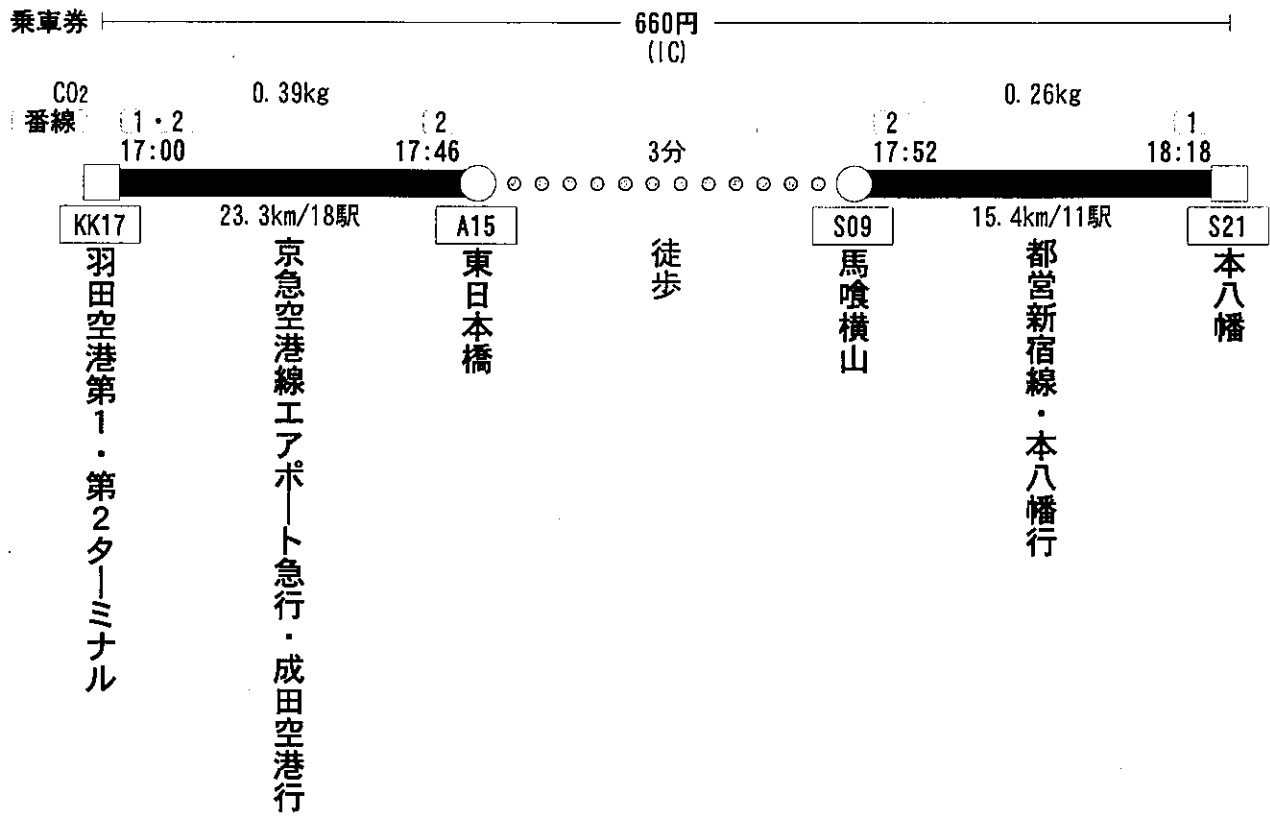 乗車券
660円
(IC)
CO2 0.39kg 0.26kg
番線 1・2 2 2 1
17:00 17:46 3分 17:52 18:18
23.3km/18駅 15.4km/11駅
KK17 A15 S09 S21
羽田空港第1・第2ターミナル
京急空港線エアポート急行・成田空港行
東日本橋
徒歩
馬喰横山
都営新宿線・本八幡行
本八幡